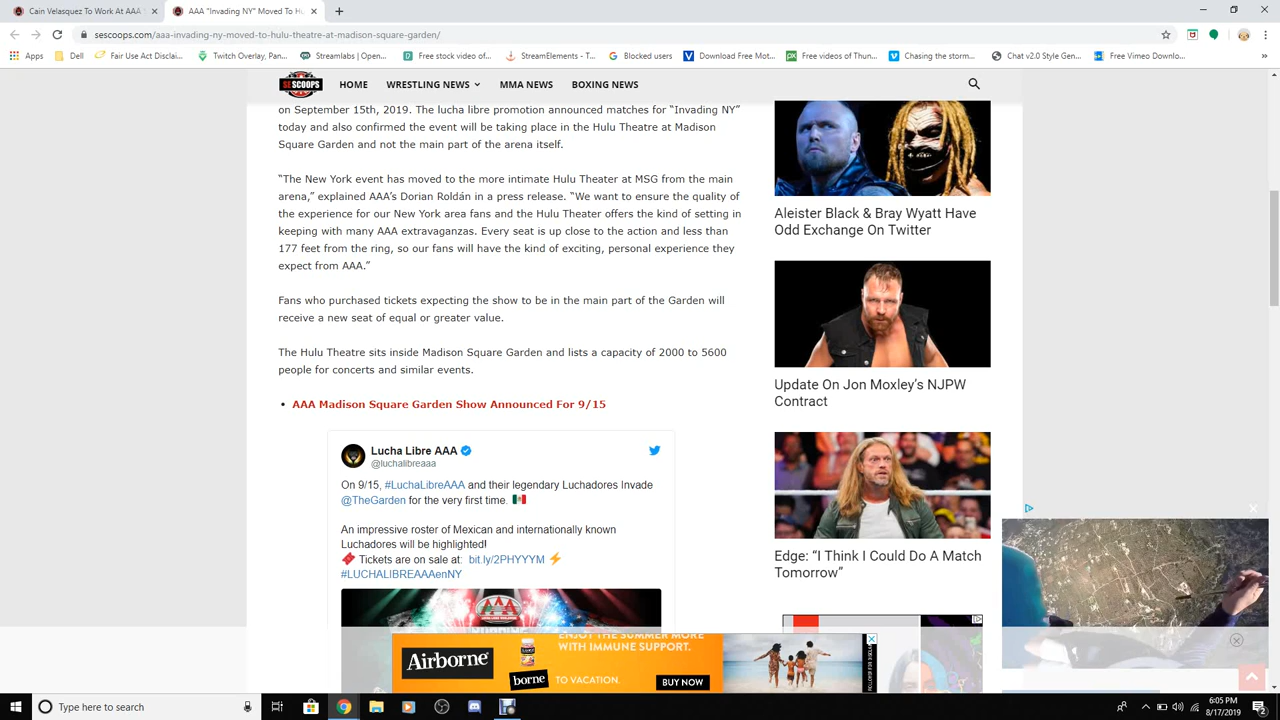 Cain Velasquez To Work At AAA
AAA "Invading NY" Moved To Hu
sescoops.com/aaa-invading-ny-moved-to-hulu-theatre-at-madison-square-garden/
Apps
Dell
Fair Use Act Disclai...
Twitch Overlay, Pan...
Streamlabs | Open...
Free stock video of...
StreamElements - T...
Blocked users
Download Free Mot...
Free videos of Thun...
Chasing the storm...
Chat v2.0 Style Gen...
Free Vimeo Downlo...
SESCOOPS
HOME
WRESTLING NEWS
MMA NEWS
BOXING NEWS
on September 15th, 2019. The lucha libre promotion announced matches for “Invading NY”
today and also confirmed the event will be taking place in the Hulu Theatre at Madison
Square Garden and not the main part of the arena itself.
“The New York event has moved to the more intimate Hulu Theater at MSG from the main
arena,” explained AAA’s Dorian Roldán in a press release. “We want to ensure the quality of
the experience for our New York area fans and the Hulu Theater offers the kind of setting in
keeping with many AAA extravaganzas. Every seat is up close to the action and less than
177 feet from the ring, so our fans will have the kind of exciting, personal experience they
expect from AAA.”
Fans who purchased tickets expecting the show to be in the main part of the Garden will
receive a new seat of equal or greater value.
The Hulu Theatre sits inside Madison Square Garden and lists a capacity of 2000 to 5600
people for concerts and similar events.
AAA Madison Square Garden Show Announced For 9/15
Lucha Libre AAA
@luchalibreaaa
On 9/15, #LuchaLibreAAA and their legendary Luchadores Invade
@TheGarden for the very first time. 🇲🇽
An impressive roster of Mexican and internationally known
Luchadores will be highlighted!
Tickets are on sale at: bit.ly/2PHYYYM ⚡
#LUCHALIBREAAAenNY
AAA
Aleister Black & Bray Wyatt Have
Odd Exchange On Twitter
Update On Jon Moxley’s NJPW
Contract
Edge: “I Think I Could Do A Match
Tomorrow”
ENJOY THE SUMMER MORE
WITH IMMUNE SUPPORT.
Airborne
borne
TO VACATION.
BUY NOW
Type here to search
6:05 PM
8/17/2019
2